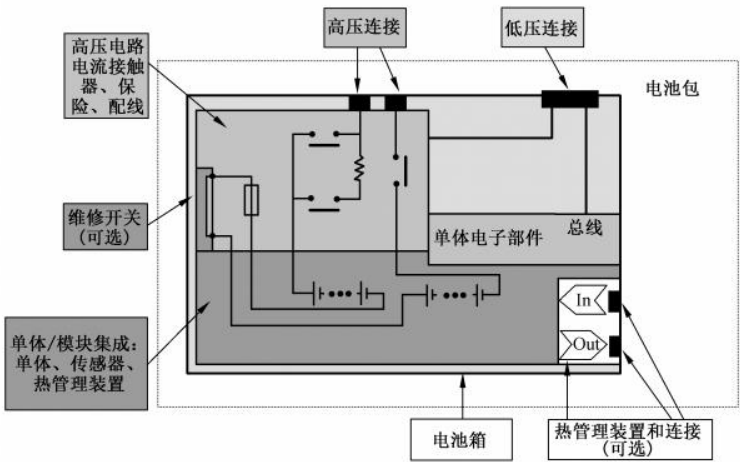 高压电路
电流接触
器、保
险、配线
高压连接
低压连接
电池包
维修开关
(可选)
单体电子部件
总线
单体/模块集成：
单体、传感器、
热管理装置
In
Out
电池箱
热管理装置和连接
(可选)